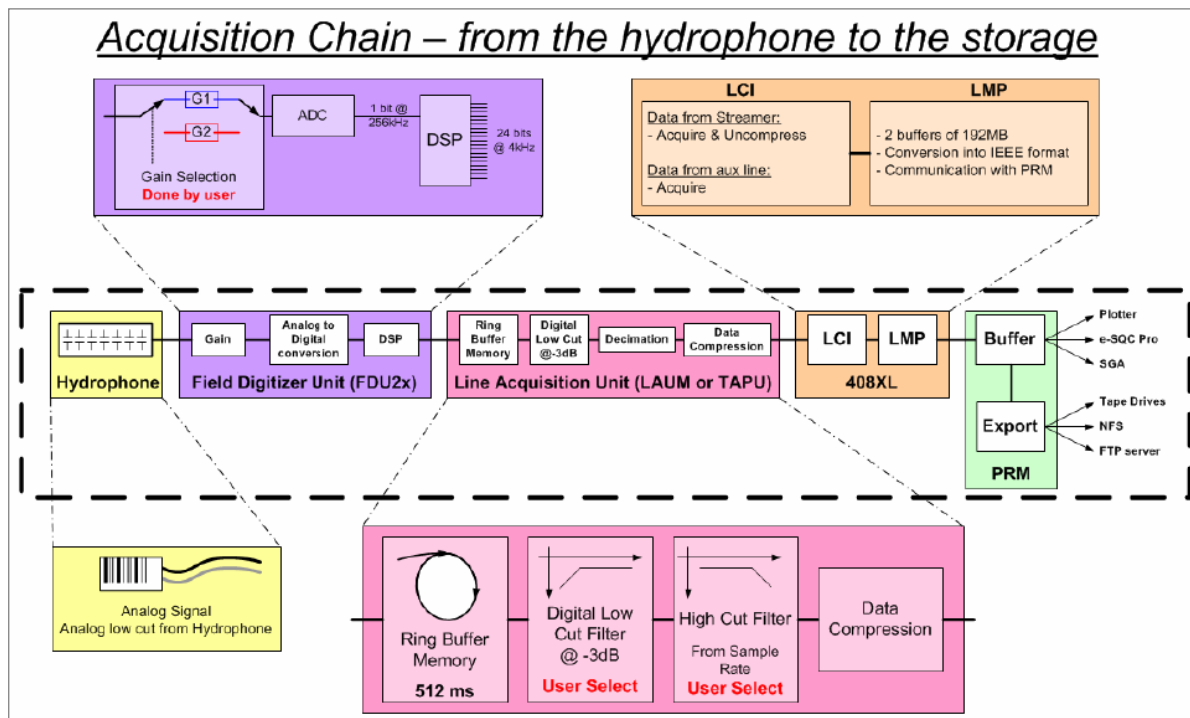 Acquisition Chain – from the hydrophone to the storage
G1
G2
Gain Selection
Done by user
ADC
1 bit @
256kHz
DSP
24 bits
@ 4kHz
LCI
Data from Streamer:
- Acquire & Uncompress
Data from aux line:
- Acquire
LMP
- 2 buffers of 192MB
- Conversion into IEEE format
- Communication with PRM
Hydrophone
Gain
Analog to
Digital
conversion
DSP
Field Digitizer Unit (FDU2x)
Ring
Buffer
Memory
Digital
Low Cut
@-3dB
Decimation
Data
Compression
Line Acquisition Unit (LAUM or TAPU)
LCI
LMP
408XL
Buffer
Plotter
e-SQC Pro
SGA
Export
Tape Drives
NFS
FTP server
PRM
Analog Signal
Analog low cut from Hydrophone
Ring Buffer
Memory
512 ms
Digital Low
Cut Filter
@ -3dB
User Select
High Cut Filter
From Sample
Rate
User Select
Data
Compression